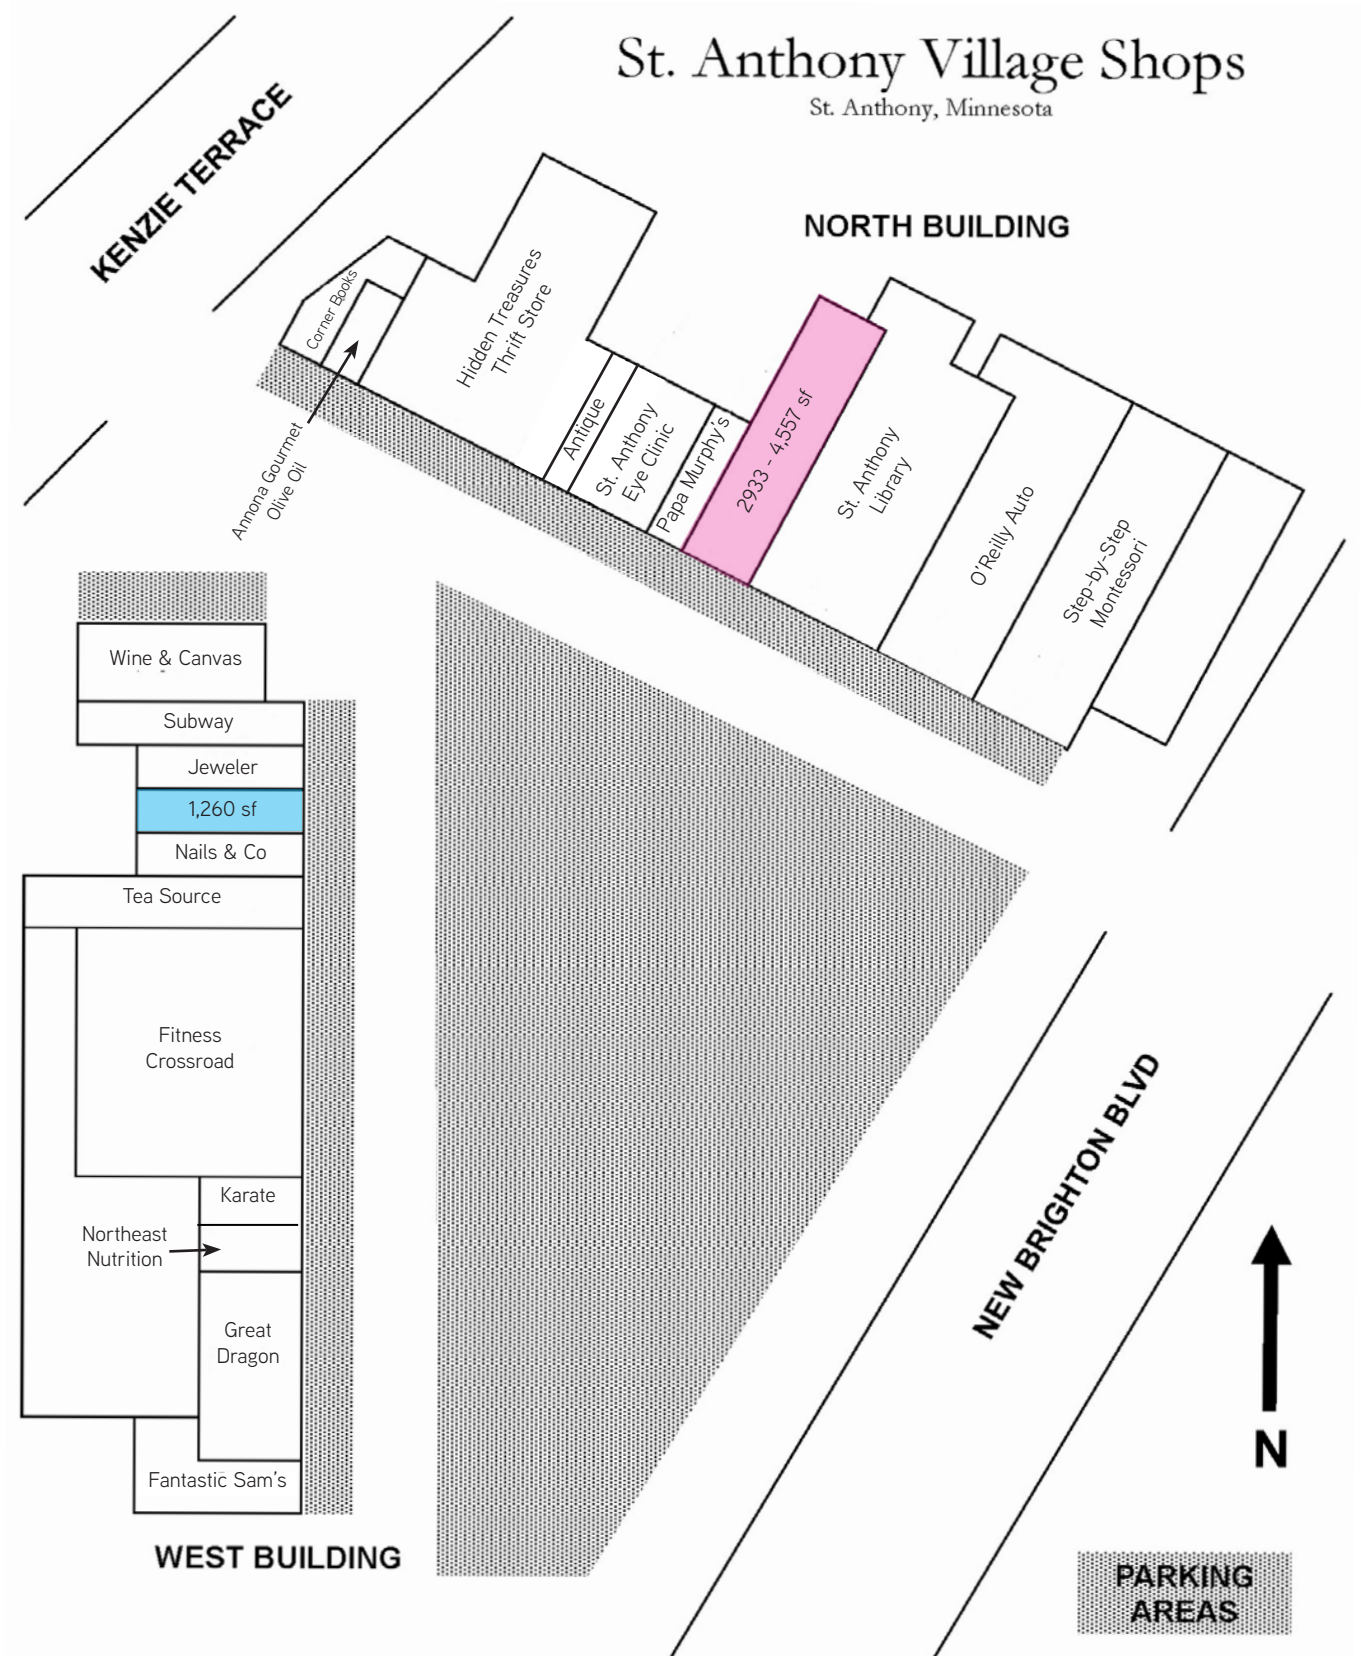 St. Anthony Village Shops
St. Anthony, Minnesota
KENZIE TERRACE
NORTH BUILDING
Corner Books
Annona Gourmet
Olive Oil
Hidden Treasures
Thrift Store
Antique
St. Anthony
Eye Clinic
Papa Murphy's
2933 - 4,557 sf
St. Anthony
Library
O'Reilly Auto
Step-by-Step
Montessori
Wine & Canvas
Subway
Jeweler
1,260 sf
Nails & Co
Tea Source
Fitness
Crossroad
Karate
Northeast
Nutrition
Great
Dragon
Fantastic Sam's
WEST BUILDING
NEW BRIGHTON BLVD
N
PARKING
AREAS